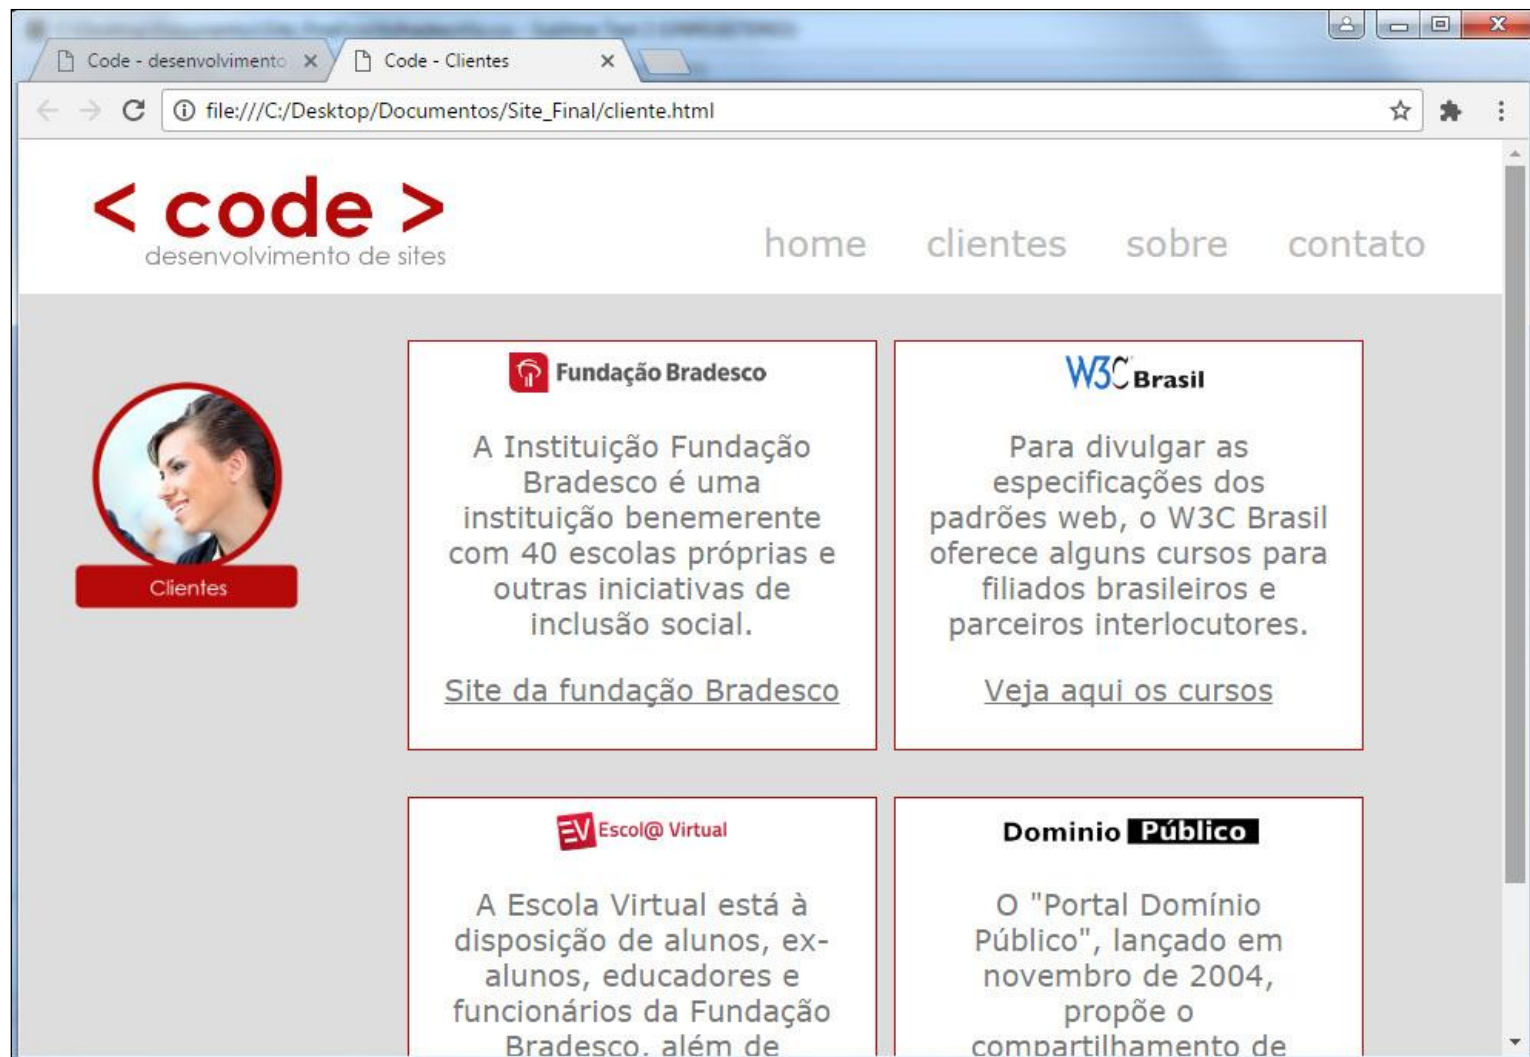 Code - desenvolvimento
Code - Clientes
file:///C:/Desktop/Documentos/Site_Final/cliente.html
< code >
desenvolvimento de sites
home clientes sobre contato
Clientes
Fundação Bradesco
A Instituição Fundação
Bradesco é uma
instituição benemerente
com 40 escolas próprias e
outras iniciativas de
inclusão social.
Site da fundação Bradesco
W3C Brasil
Para divulgar as
especificações dos
padrões web, o W3C Brasil
oferece alguns cursos para
filiados brasileiros e
parceiros interlocutores.
Veja aqui os cursos
EV Escol@ Virtual
A Escola Virtual está à
disposição de alunos, ex-
alunos, educadores e
funcionários da Fundação
Bradesco, além de
Dominio Público
O "Portal Domínio
Público", lançado em
novembro de 2004,
propõe o
compartilhamento de